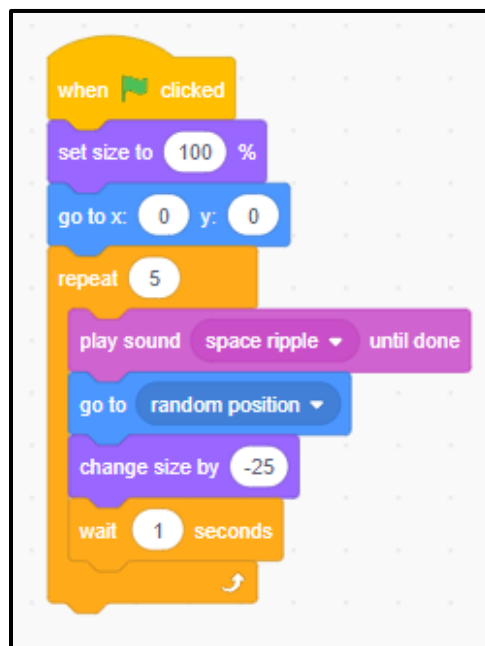 when clicked
set size to 100 %
go to x: 0 y: 0
repeat 5
play sound space ripple until done
go to random position
change size by -25
wait 1 seconds